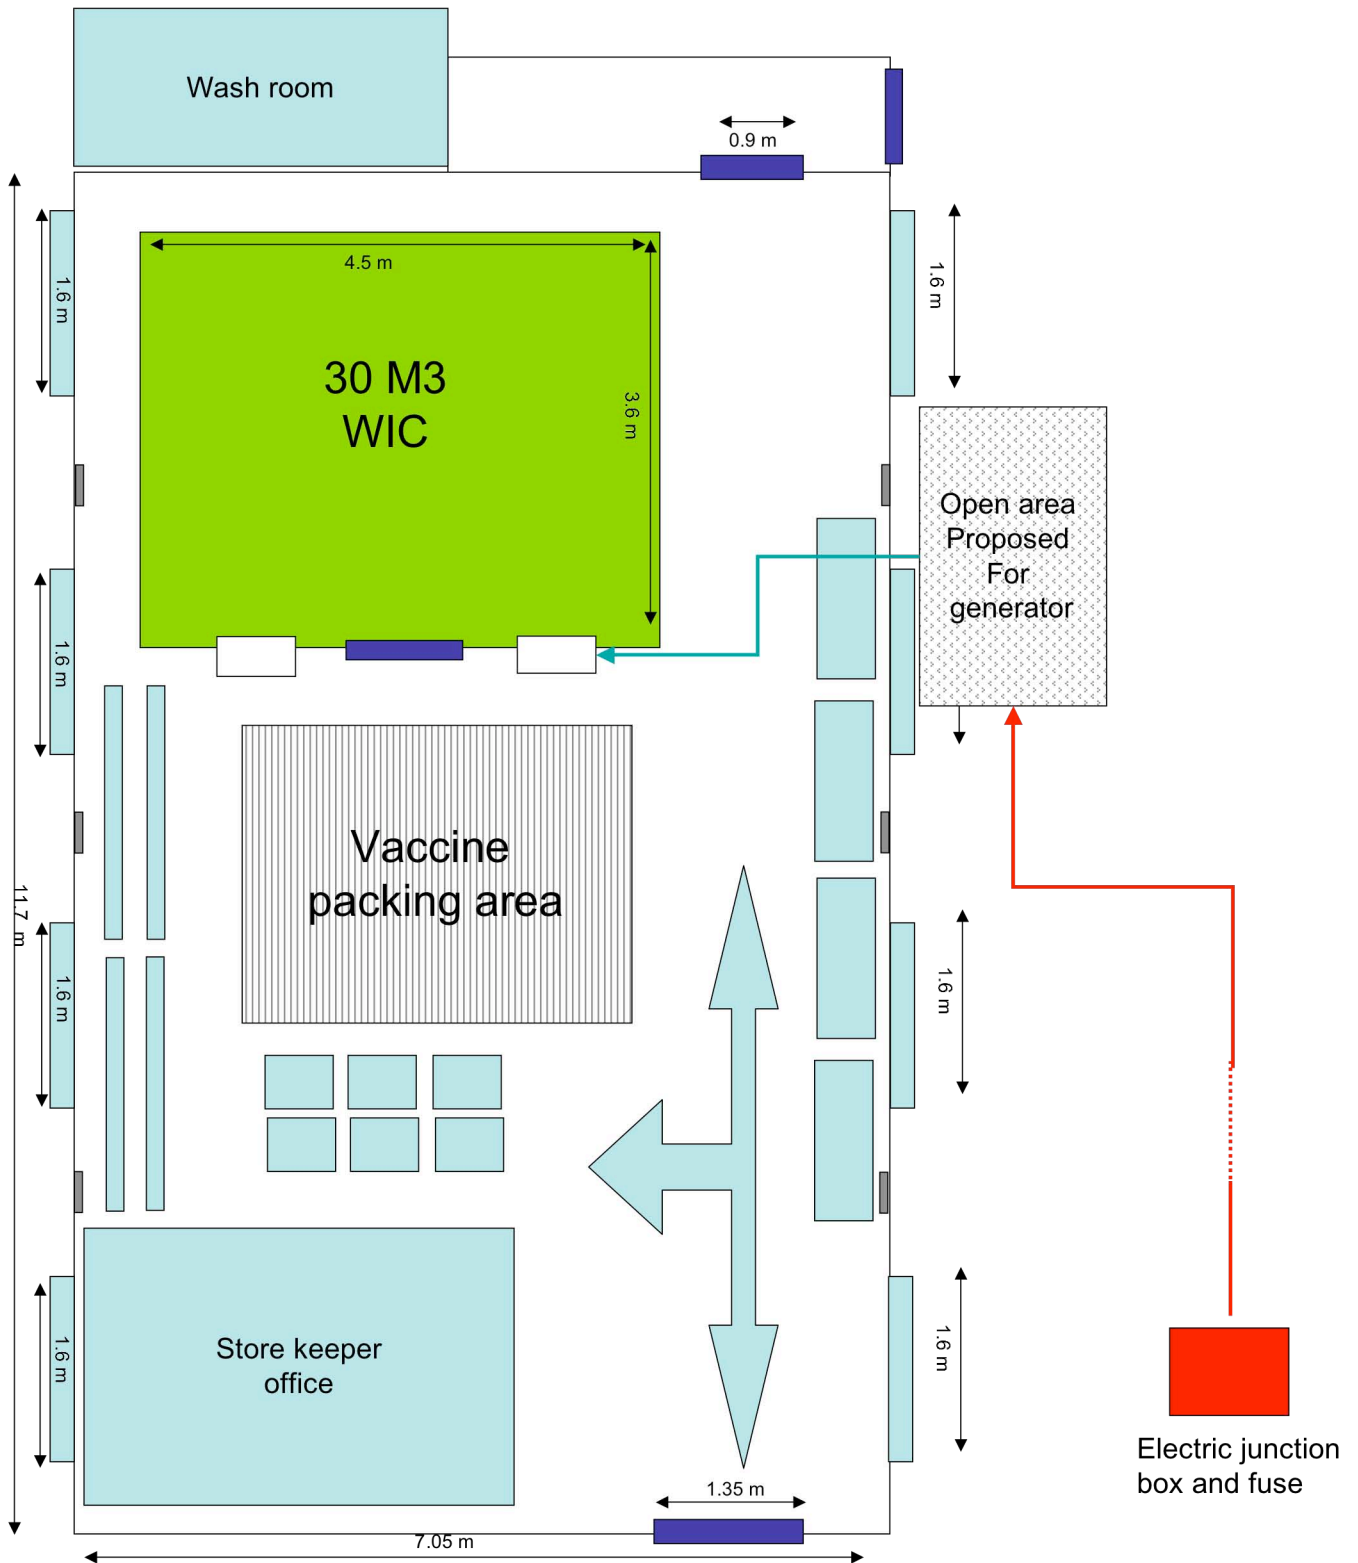 Wash room
0.9 m
4.5 m
1.6 m
1.6 m
30 M3
WIC
3.6 m
Open area
Proposed
For
generator
1.6 m
Vaccine
packing area
11.7 m
1.6 m
1.6 m
Store keeper
office
1.6 m
1.6 m
Electric junction
box and fuse
1.35 m
7.05 m